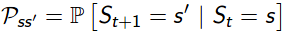 𝒫ₛₛ′ = ℙ [Sₜ₊₁ = s′ | Sₜ = s]